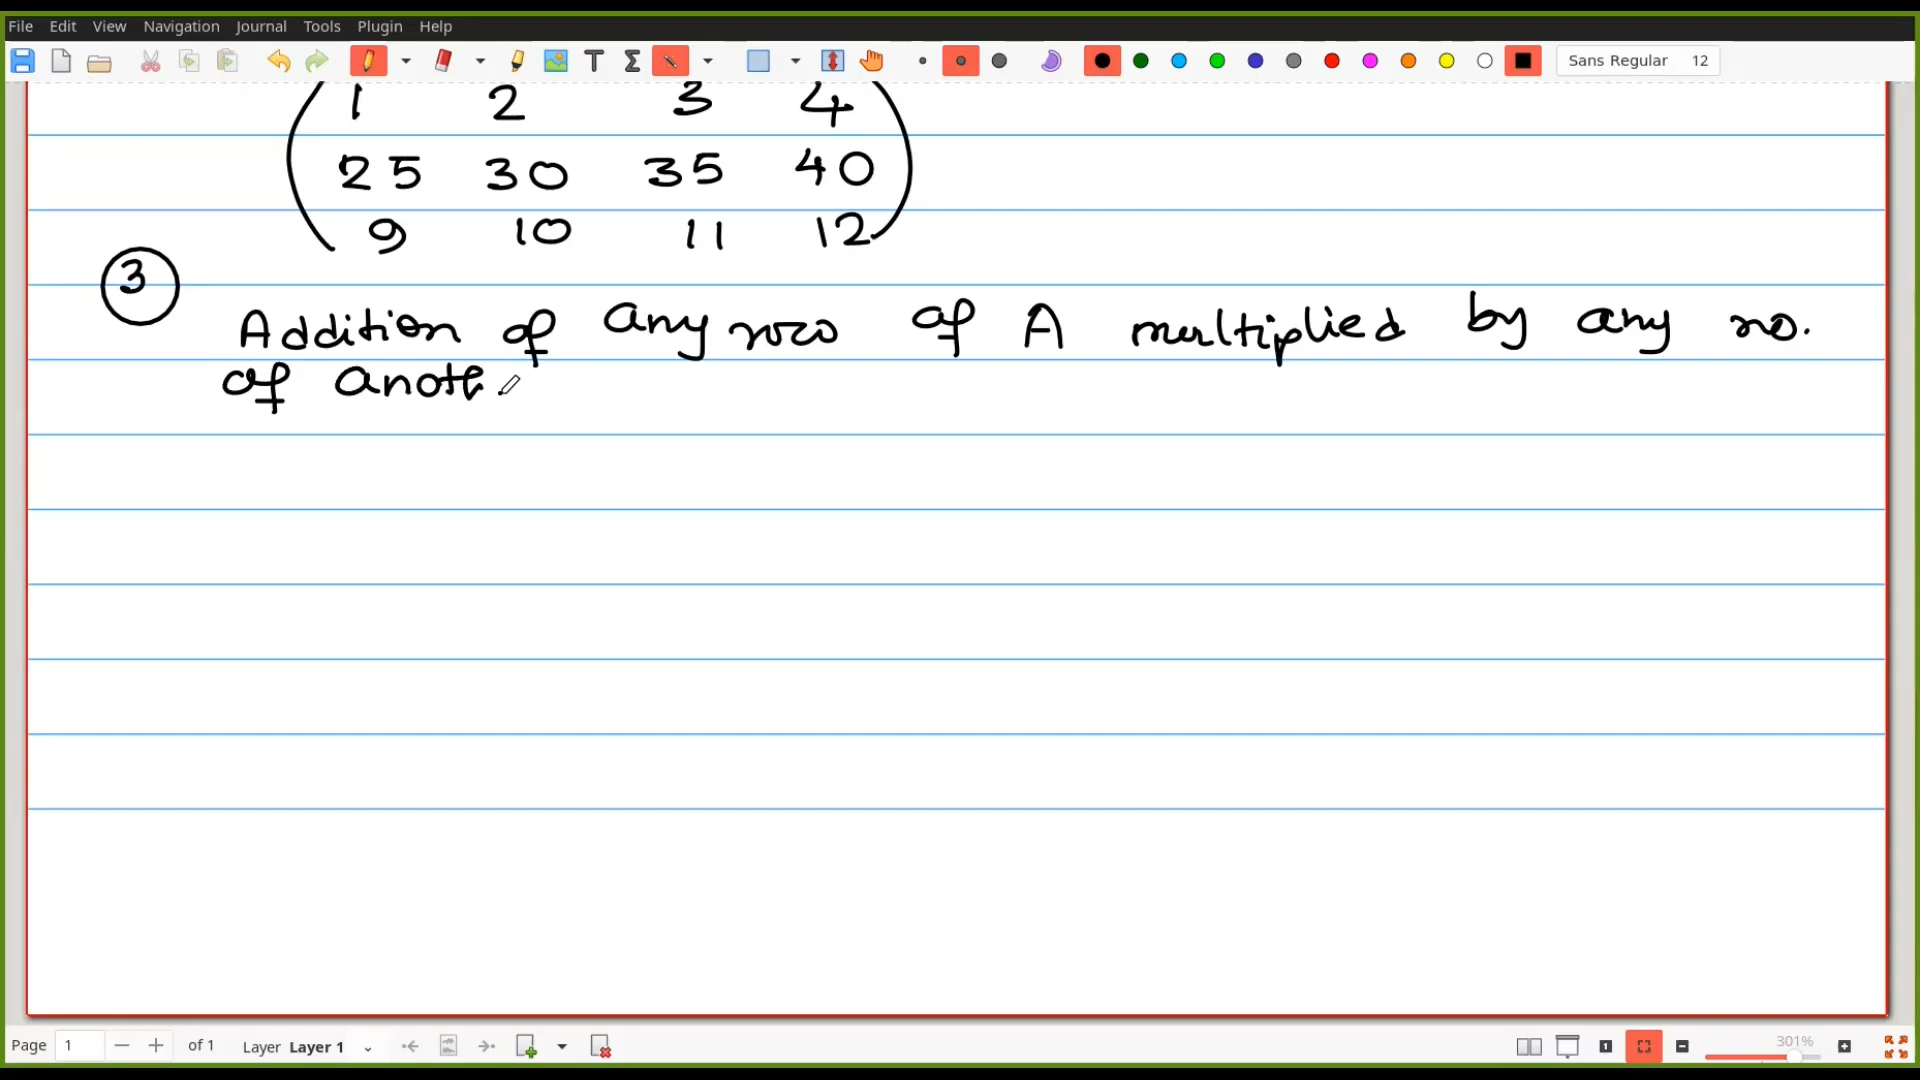 File Edit View Navigation Journal Tools Plugin Help
Sans Regular 12
1 2 3 4
25 30 35 40
9 10 11 12
3
Addition of any row of A multiplied by any no.
of anoth
Page 1 of 1 Layer Layer 1 301%